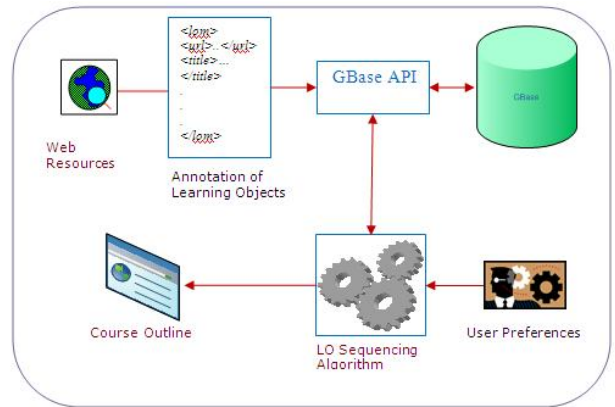 <lom>
<url>..</url>
<title>...
</title>
.
.
.
</lom>
GBase API
GBase
Web
Resources
Annotation of
Learning Objects
Course Outline
LO Sequencing
Algorithm
User Preferences